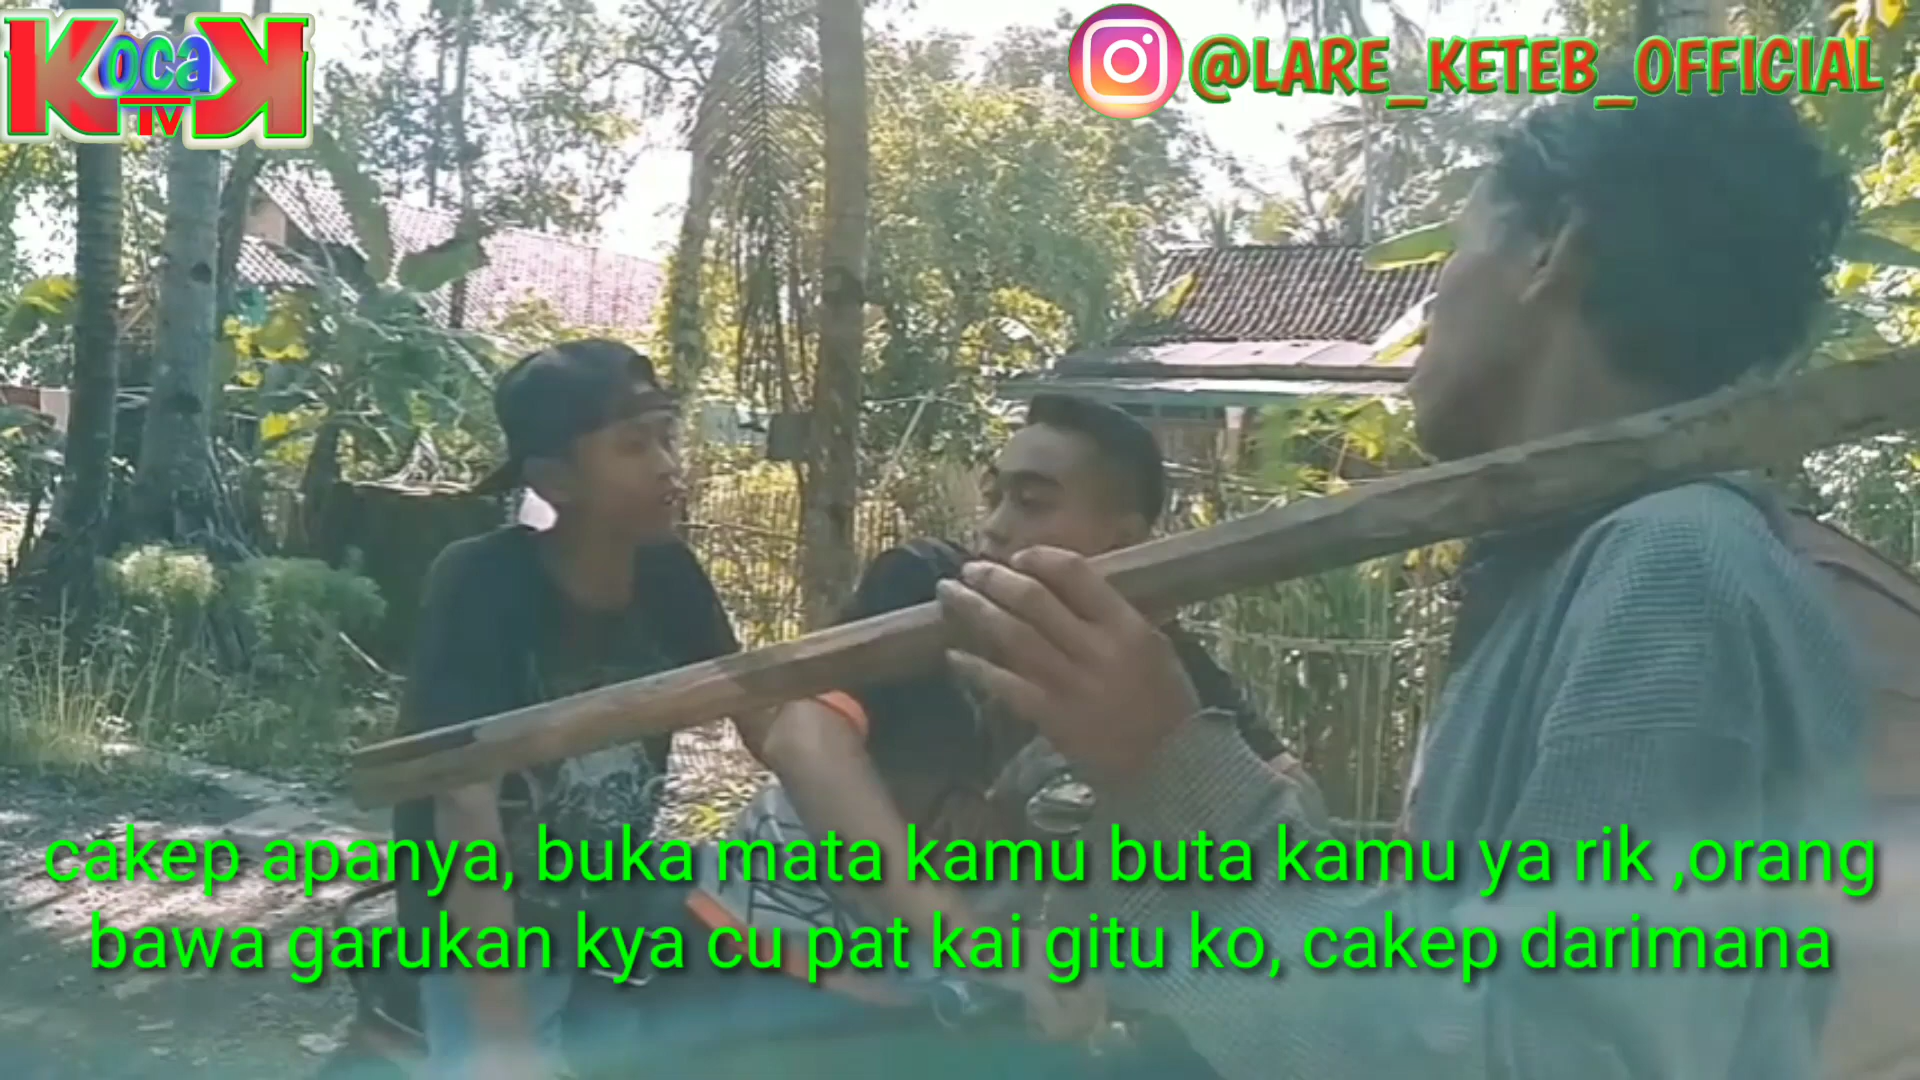 Kocak
TV
@LARE_KETEB_OFFICIAL
cakep apanya, buka mata kamu buta kamu ya rik ,orang
bawa garukan kya cu pat kai gitu ko, cakep darimana